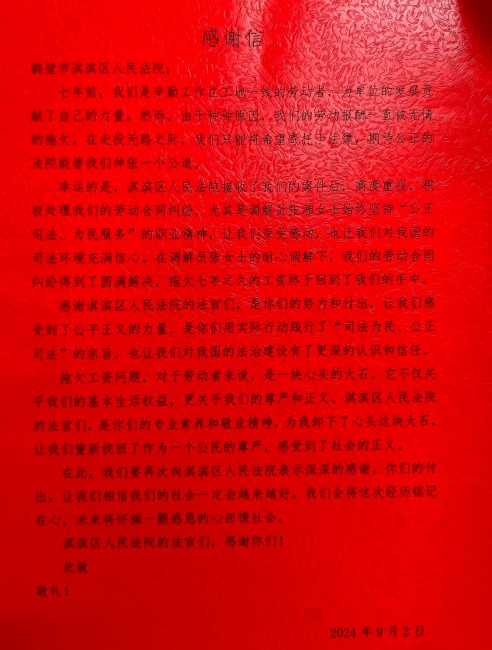 感谢信
鹤壁市淇滨区人民法院：
七年前，我们是辛勤工作在工地一线的劳动者，为单位的发展贡
献了自己的力量。然而，由于种种原因，我们的劳动报酬一直被无情
的拖欠。在走投无路之际，我们只能将希望寄托于法律，期待公正的
法院能替我们伸张一个公道。
幸运的是，淇滨区人民法院接收了我们的案件后，高度重视，积
极处理我们的劳动合同纠纷，尤其是调解员张湘女士始终坚持“公正
司法、为民服务”的职业精神，让我们深受感动，也让我们对我国的
司法环境充满信心。在调解员张女士的耐心调解下，我们的劳动合同
纠纷得到了圆满解决，拖欠七年之久的工资终于回到了我们的手中。
感谢淇滨区人民法院的法官们，是你们的努力和付出，让我们感
受到了公平正义的力量，是你们用实际行动践行了“司法为民、公正
司法”的宗旨，也让我们对我国的法治建设有了更深的认识和信任。
拖欠工资问题，对于劳动者来说，是一块心头的大石。它不仅关
乎我们的基本生活权益，更关乎我们的尊严和正义。淇滨区人民法院
的法官们，是你们的专业素养和敬业精神，为我卸下了心头这块大石，
让我们重新找回了作为一个公民的尊严，感受到了社会的正义。
在此，我们要再次向淇滨区人民法院表示深深的感谢。你们的付
出，让我们相信我们的社会一定会越来越好。我们会将这次经历铭记
在心，未来将怀揣一颗感恩的心回馈社会。
淇滨区人民法院的法官们，感谢你们！
此致
敬礼！
2024年9月2日